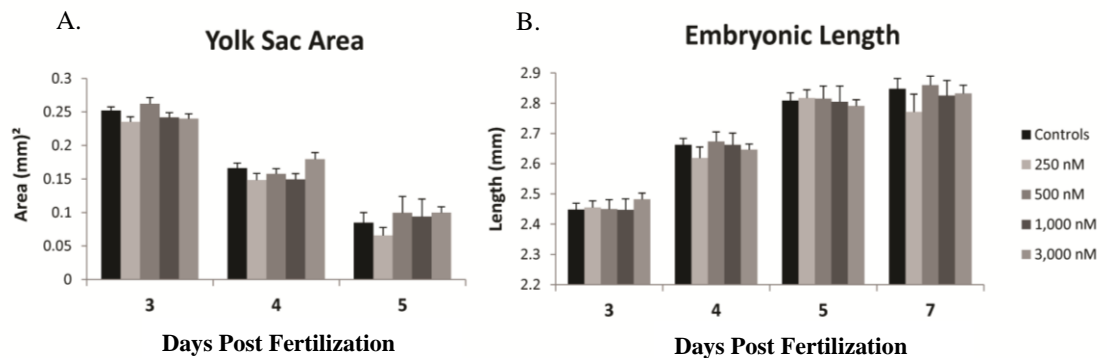 A.
Yolk Sac Area
Area (mm)²
0.3
0.25
0.2
0.15
0.1
0.05
0
3 4 5
Days Post Fertilization
B.
Embryonic Length
Length (mm)
2.9
2.8
2.7
2.6
2.5
2.4
2.3
2.2
3 4 5 7
Days Post Fertilization
Controls
250 nM
500 nM
1,000 nM
3,000 nM